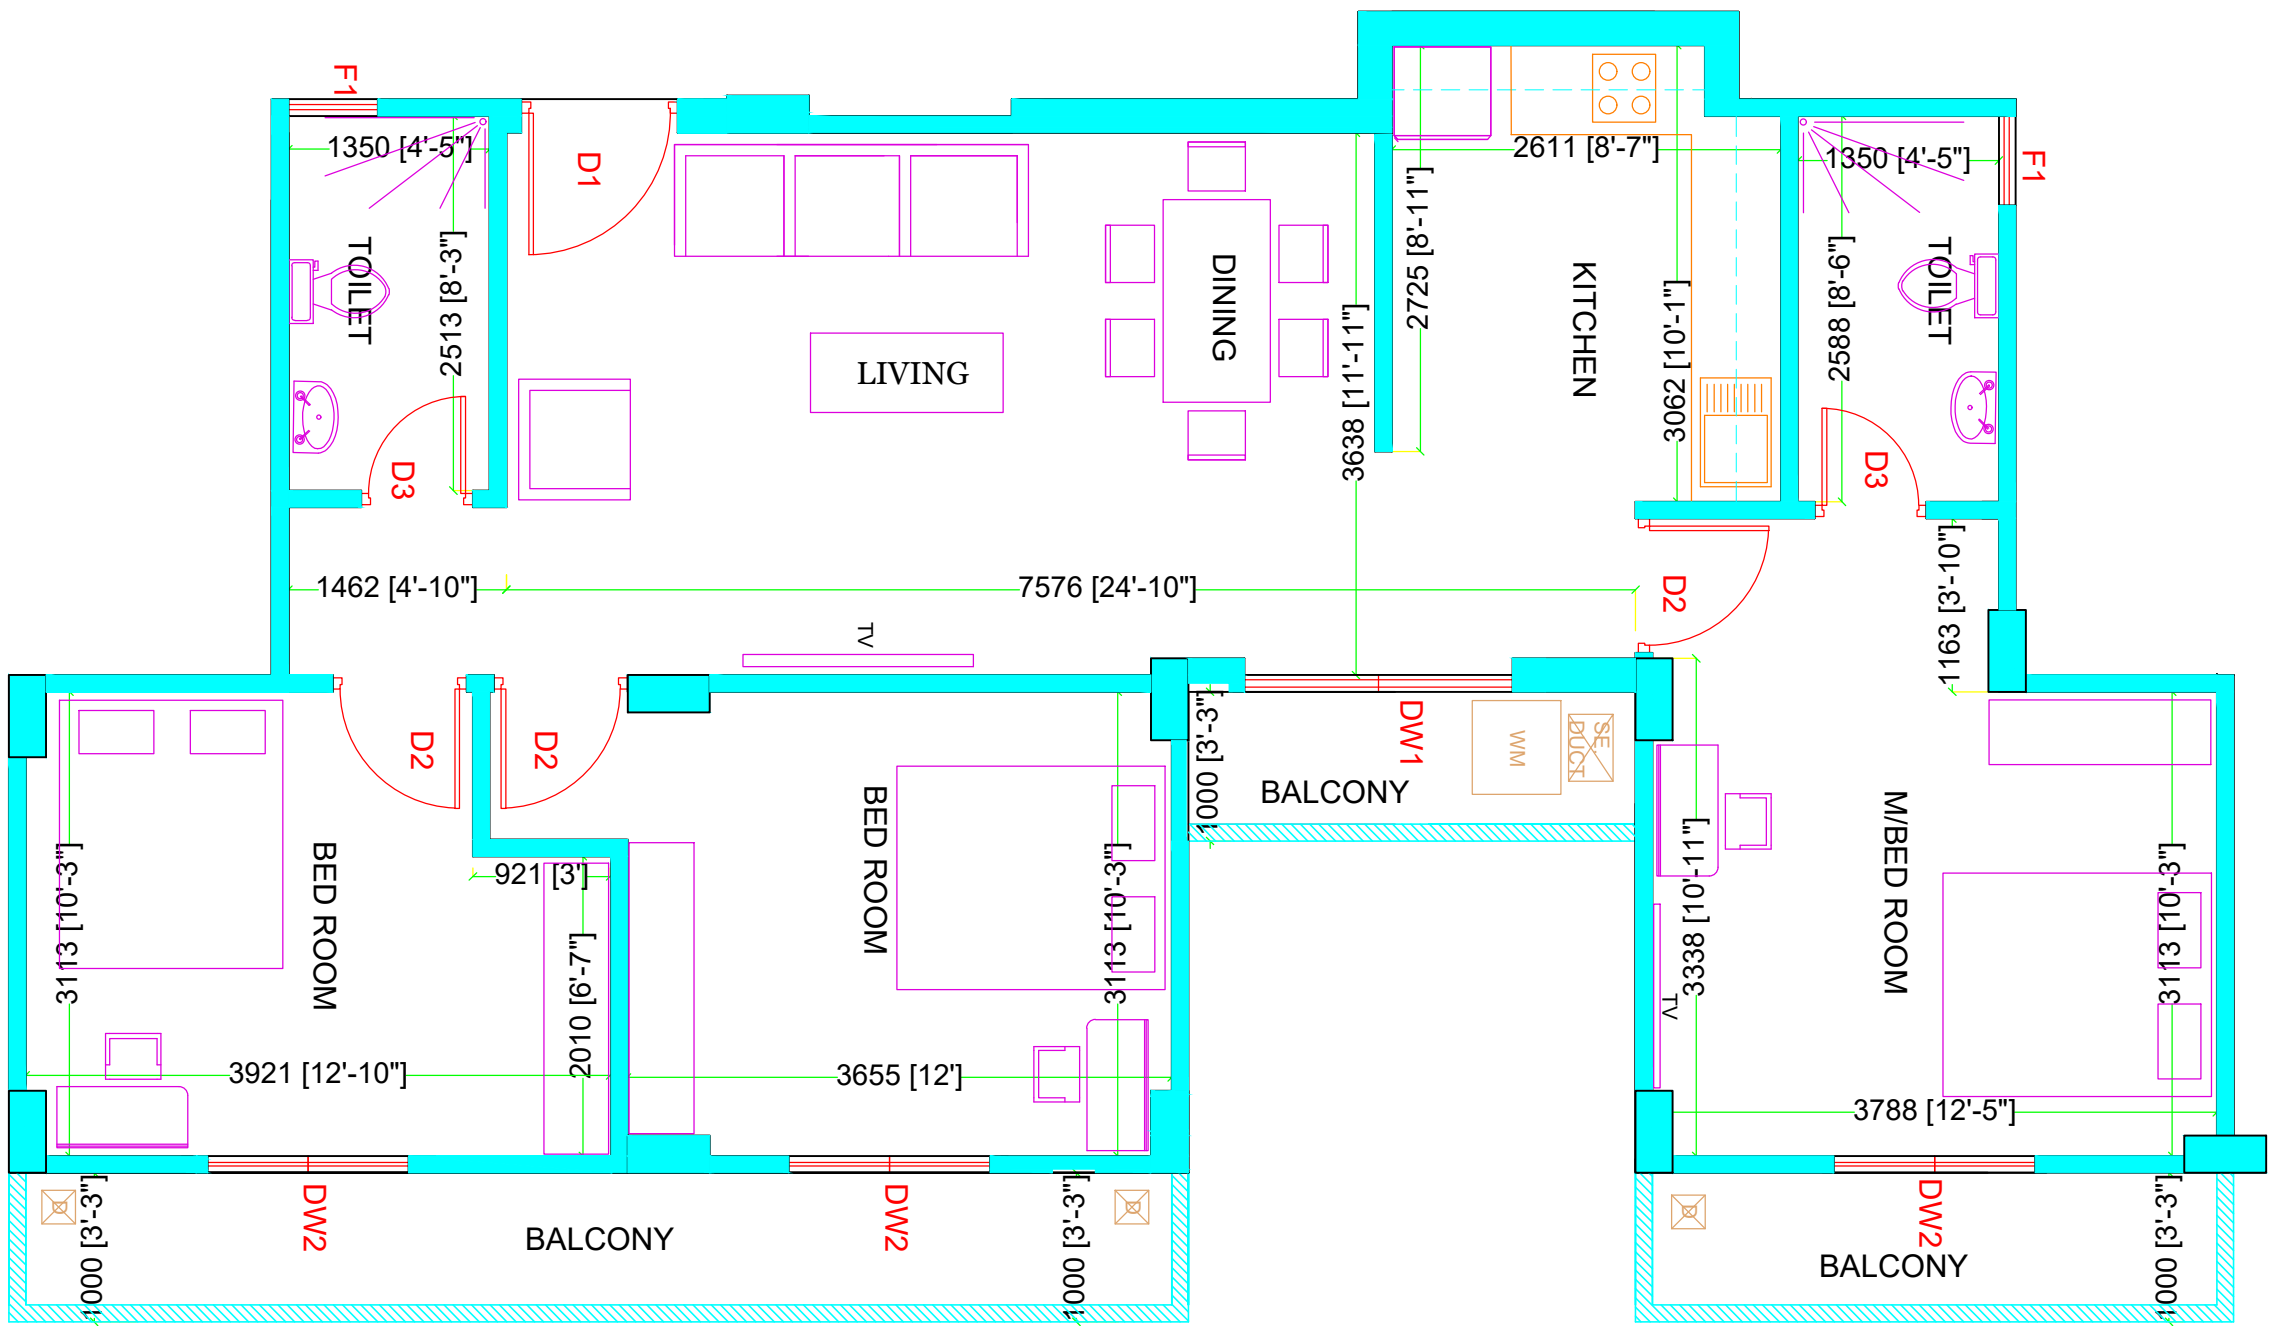 F1
1350 [4'-5"]
D1
TOILET
2513 [8'-3"]
D3
LIVING
DINING
3638 [11'-11"]
2725 [8'-11"]
2611 [8'-7"]
KITCHEN
3062 [10'-1"]
1350 [4'-5"]
F1
2588 [8'-6"]
TOILET
D3
1462 [4'-10"]
7576 [24'-10"]
D2
1163 [3'-10"]
TV
D2
D2
1000 [3'-3"]
DW1
WM
SE.
DUCT
BALCONY
3113 [10'-3"]
BED ROOM
921 [3']
2010 [6'-7"]
BED ROOM
3113 [10'-3"]
3338 [10'-11"]
TV
M/BED ROOM
3113 [10'-3"]
3921 [12'-10"]
3655 [12']
3788 [12'-5"]
1000 [3'-3"]
DW2
BALCONY
DW2
1000 [3'-3"]
DW2
BALCONY
1000 [3'-3"]